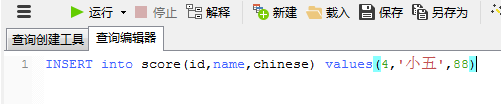 运行 停止 解释 新建 载入 保存 另存为
查询创建工具 查询编辑器
1 INSERT into score(id,name,chinese) values(4,'小五',88)